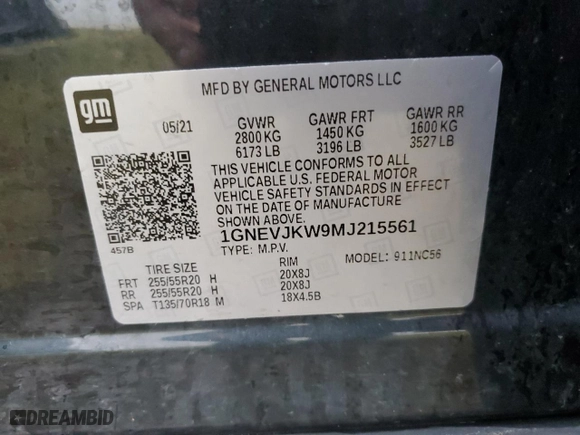 MFD BY GENERAL MOTORS LLC
gm
05/21 GVWR GAWR FRT GAWR RR
2800 KG 1450 KG 1600 KG
6173 LB 3196 LB 3527 LB
THIS VEHICLE CONFORMS TO ALL
APPLICABLE U.S. FEDERAL MOTOR
VEHICLE SAFETY STANDARDS IN EFFECT
ON THE DATE OF MANUFACTURE
SHOWN ABOVE.
1GNEVJKW9MJ215561
457B TYPE: M.P.V. MODEL: 911NC56
TIRE SIZE RIM
FRT 255/55R20 H 20X8J
RR 255/55R20 H 20X8J
SPA T135/70R18 M 18X4.5B
DREAMBID